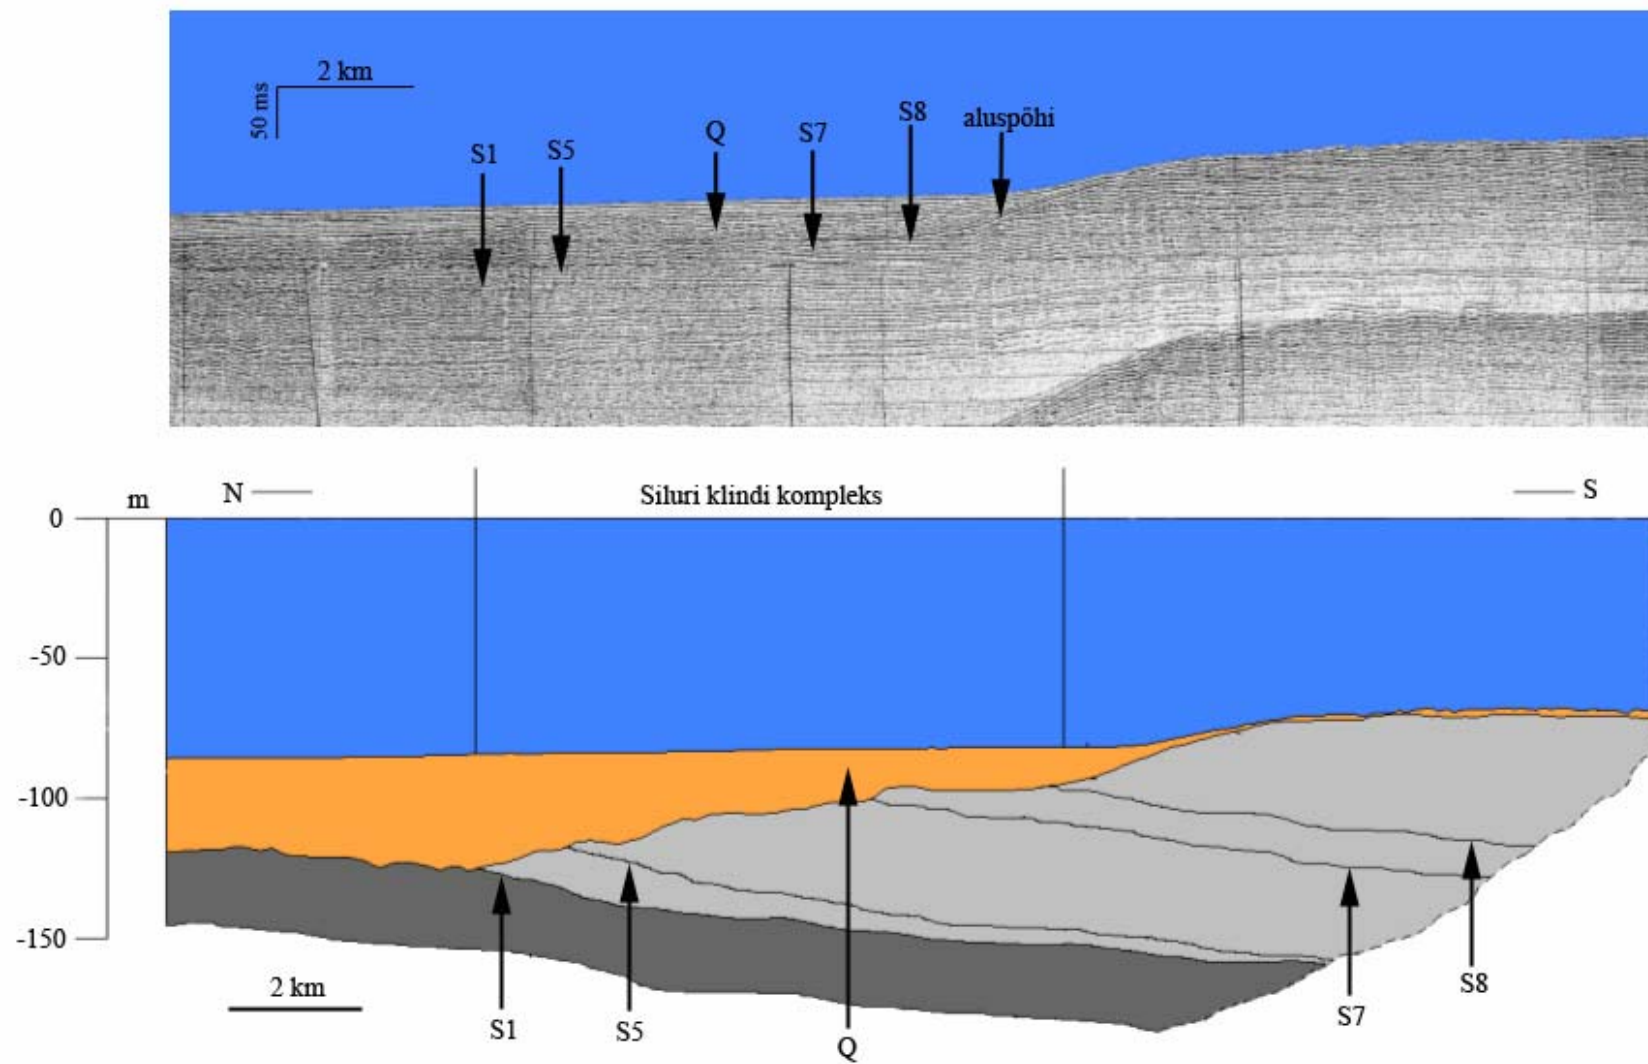 2 km
50 ms
S1
S5
Q
S7
S8
aluspõhi
m
N
Siluri klindi kompleks
S
0
-50
-100
-150
2 km
S1
S5
Q
S7
S8